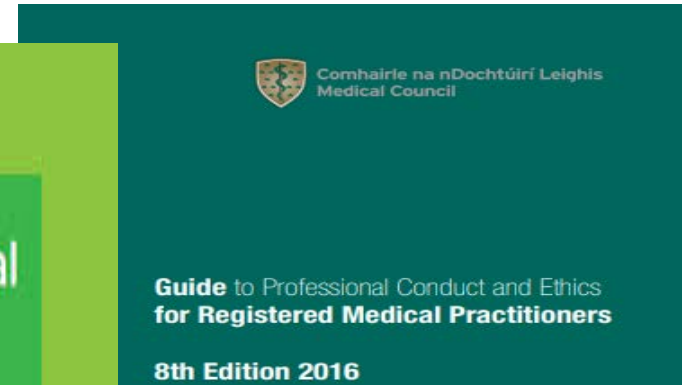 Comhairle na nDochtúirí Leighis
Medical Council
al
Guide to Professional Conduct and Ethics
for Registered Medical Practitioners
8th Edition 2016